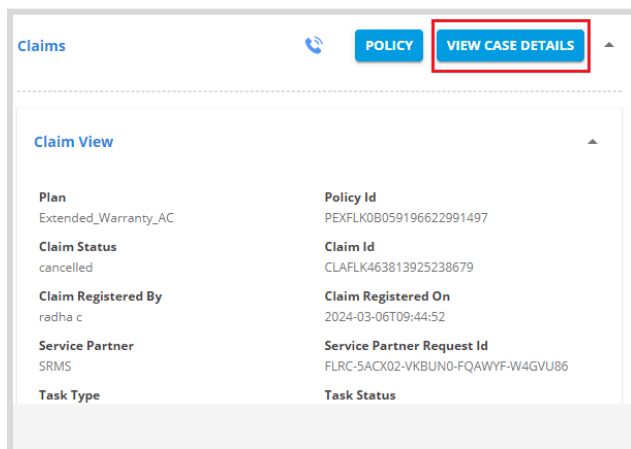 Claims POLICY VIEW CASE DETAILS
Claim View
Plan Policy Id
Extended_Warranty_AC PEXFLK0B059196622991497
Claim Status Claim Id
cancelled CLAFLK463813925238679
Claim Registered By Claim Registered On
radha c 2024-03-06T09:44:52
Service Partner Service Partner Request Id
SRMS FLRC-5ACX02-VKBUN0-FQAWYF-W4GVU86
Task Type Task Status